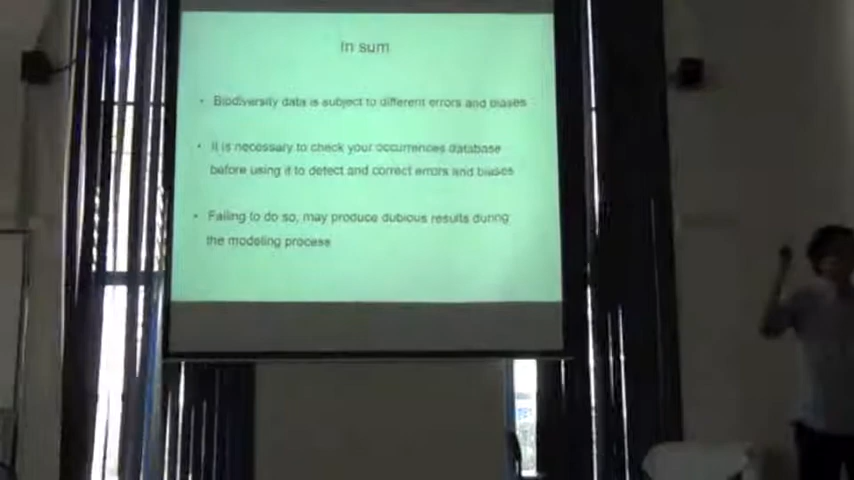 In sum
• Biodiversity data is subject to different errors and biases
• It is necessary to check your occurrences database
before using it to detect and correct errors and biases
• Failing to do so, may produce dubious results during
the modeling process